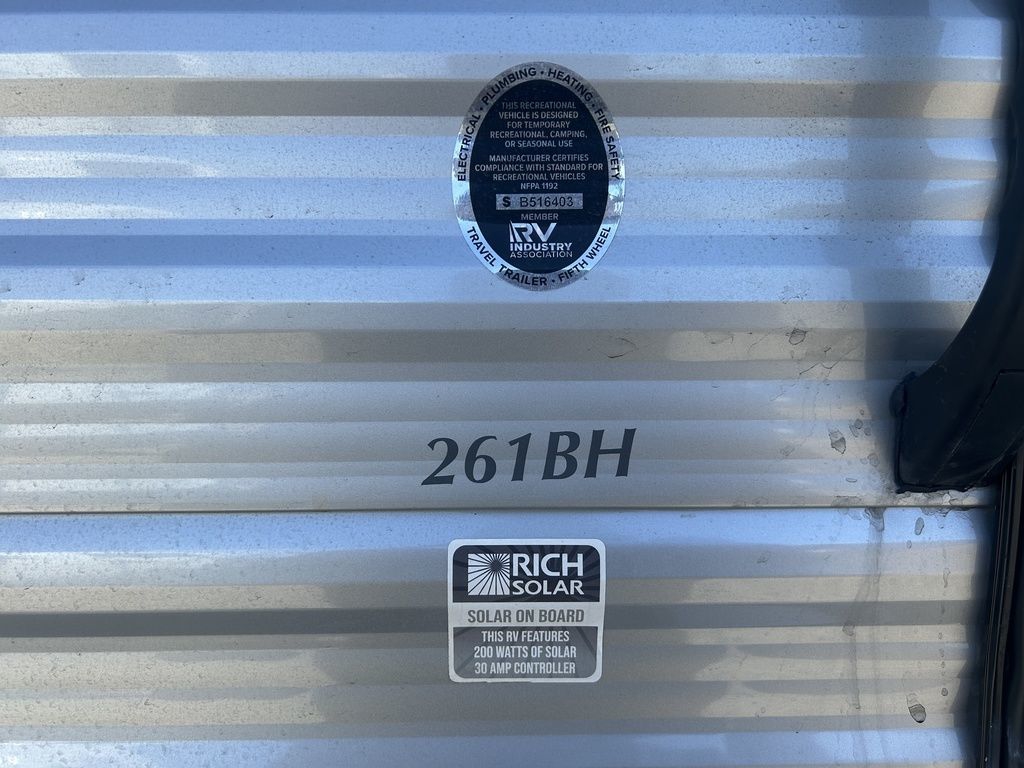 ELECTRICAL • PLUMBING • HEATING • FIRE SAFETY
THIS RECREATIONAL
VEHICLE IS DESIGNED
FOR TEMPORARY
RECREATIONAL, CAMPING,
OR SEASONAL USE
MANUFACTURER CERTIFIES
COMPLIANCE WITH STANDARD FOR
RECREATIONAL VEHICLES
NFPA 1192
S B516403
MEMBER
RV
INDUSTRY
ASSOCIATION
TRAVEL TRAILER • FIFTH WHEEL
261BH
RICH
SOLAR
SOLAR ON BOARD
THIS RV FEATURES
200 WATTS OF SOLAR
30 AMP CONTROLLER